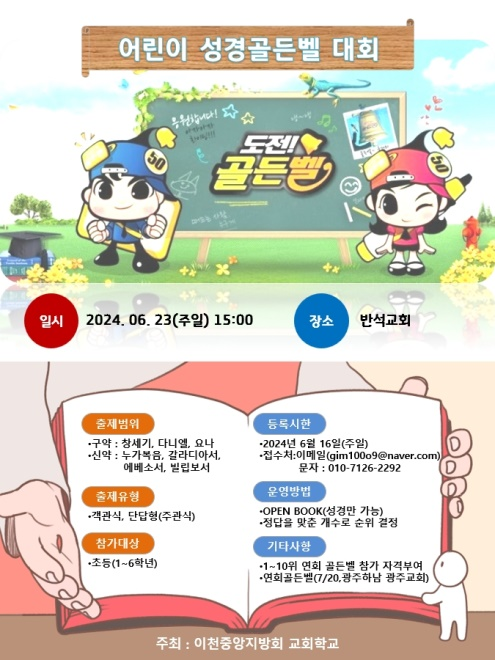 어린이 성경골든벨 대회
응원합니다!
도전!
골든벨
50
50
일시
2024. 06. 23(주일) 15:00
장소
반석교회
출제범위
•구약 : 창세기, 다니엘, 요나
•신약 : 누가복음, 갈라디아서,
에베소서, 빌립보서
출제유형
•객관식, 단답형(주관식)
참가대상
•초등(1~6학년)
등록시한
•2024년 6월 16일(주일)
•접수처:이메일(gim100o9@naver.com)
문자 : 010-7126-2292
운영방법
•OPEN BOOK(성경만 가능)
•정답을 맞춘 개수로 순위 결정
기타사항
•1~10위 연회 골든벨 참가 자격부여
•연회골든벨(7/20,광주하남 광주교회)
주최 : 이천중앙지방회 교회학교